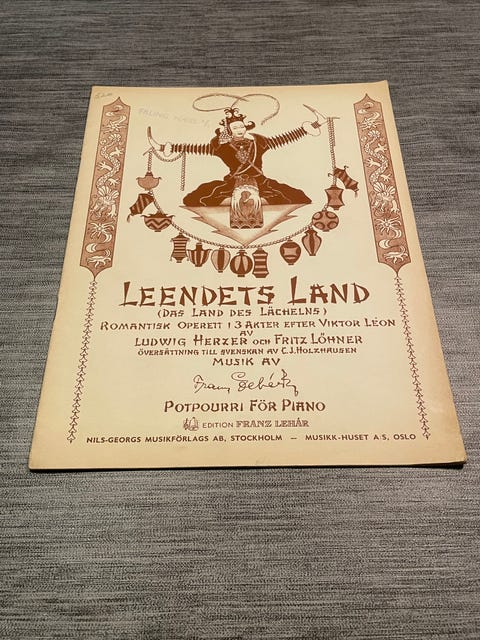 LEENDETS LAND
(DAS LAND DES LÄCHELNS)
ROMANTISK OPERETT I 3 AKTER EFTER VIKTOR LÉON
AV
LUDWIG HERZER OCH FRITZ LÖHNER
ÖVERSÄTTNING TILL SVENSKAN AV C.J. HOLZHAUSEN
MUSIK AV
Franz Lehár
POTPOURRI FÖR PIANO
EDITION FRANZ LEHÁR
NILS-GEORGS MUSIKFÖRLAGS AB, STOCKHOLM — MUSIKK-HUSET A/S, OSLO